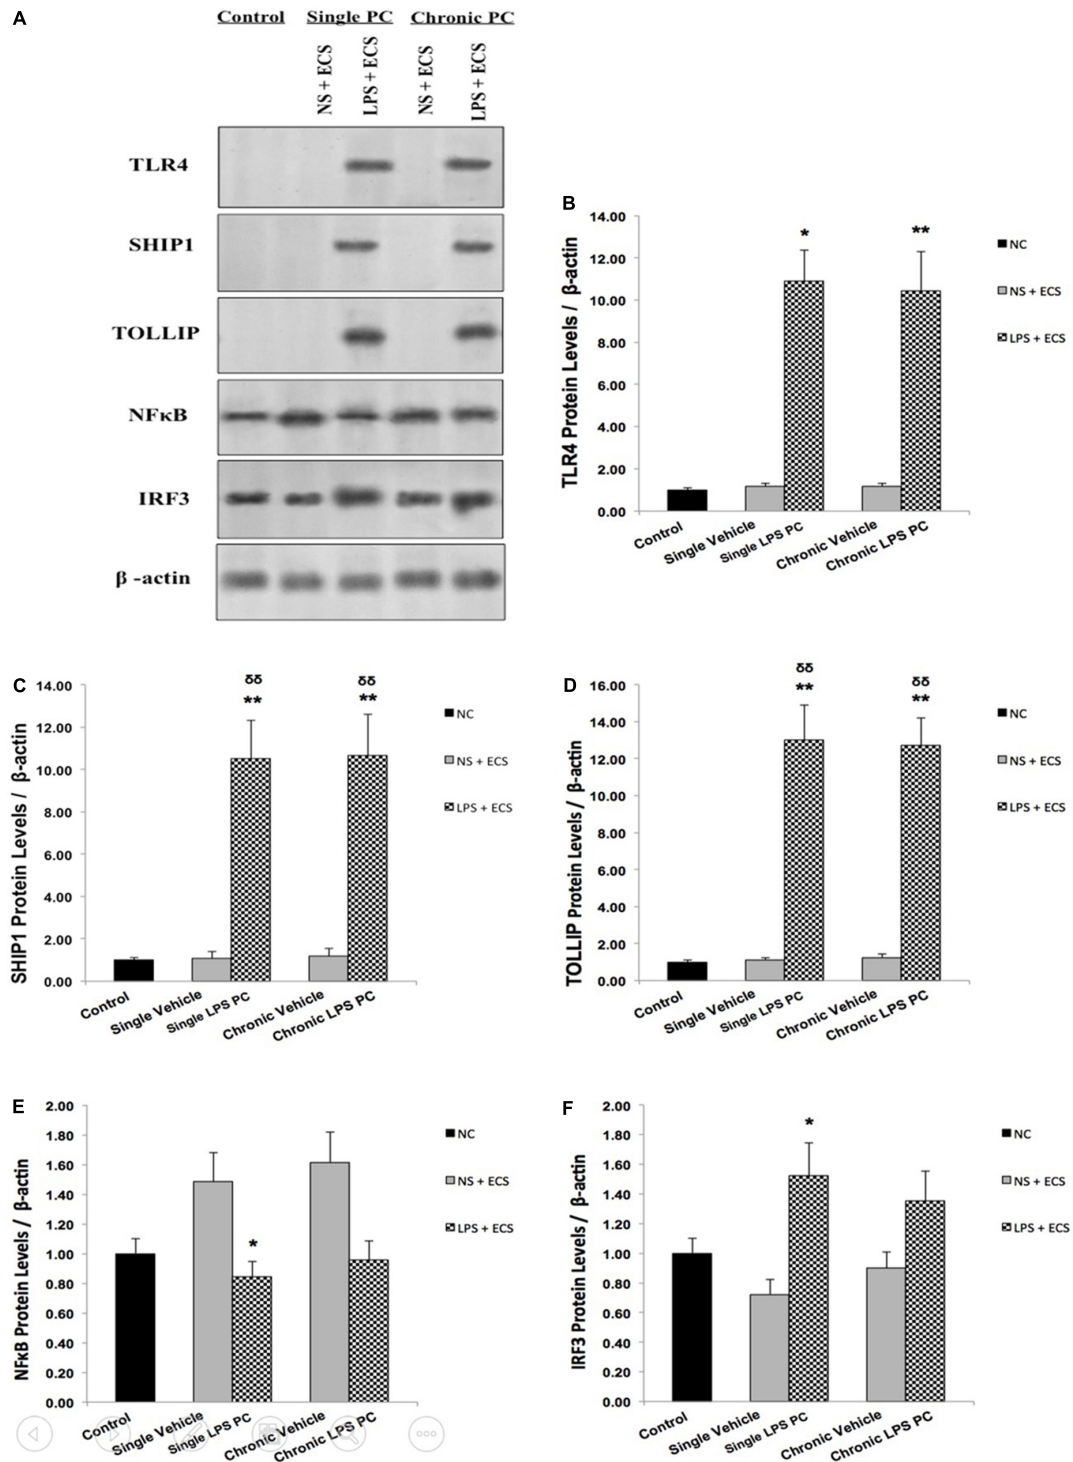 A
Control Single PC Chronic PC
NS + ECS
LPS + ECS
NS + ECS
LPS + ECS
TLR4
SHIP1
TOLLIP
NFκB
IRF3
β -actin
B
TLR4 Protein Levels / β-actin
14.00
12.00
10.00
8.00
6.00
4.00
2.00
0.00
*
**
Control
Single Vehicle
Single LPS PC
Chronic Vehicle
Chronic LPS PC
NC
NS + ECS
LPS + ECS
C
SHIP1 Protein Levels / β-actin
14.00
12.00
10.00
8.00
6.00
4.00
2.00
0.00
δδ
**
δδ
**
Control
Single Vehicle
Single LPS PC
Chronic Vehicle
Chronic LPS PC
NC
NS + ECS
LPS + ECS
D
TOLLIP Protein Levels / β-actin
16.00
14.00
12.00
10.00
8.00
6.00
4.00
2.00
0.00
δδ
**
δδ
**
Control
Single Vehicle
Single LPS PC
Chronic Vehicle
Chronic LPS PC
NC
NS + ECS
LPS + ECS
E
NFκB Protein Levels / β-actin
2.00
1.80
1.60
1.40
1.20
1.00
0.80
0.60
0.40
0.20
0.00
*
Control
Single Vehicle
Single LPS PC
Chronic Vehicle
Chronic LPS PC
NC
NS + ECS
LPS + ECS
F
IRF3 Protein Levels / β-actin
2.00
1.80
1.60
1.40
1.20
1.00
0.80
0.60
0.40
0.20
0.00
*
Control
Single Vehicle
Single LPS PC
Chronic Vehicle
Chronic LPS PC
NC
NS + ECS
LPS + ECS